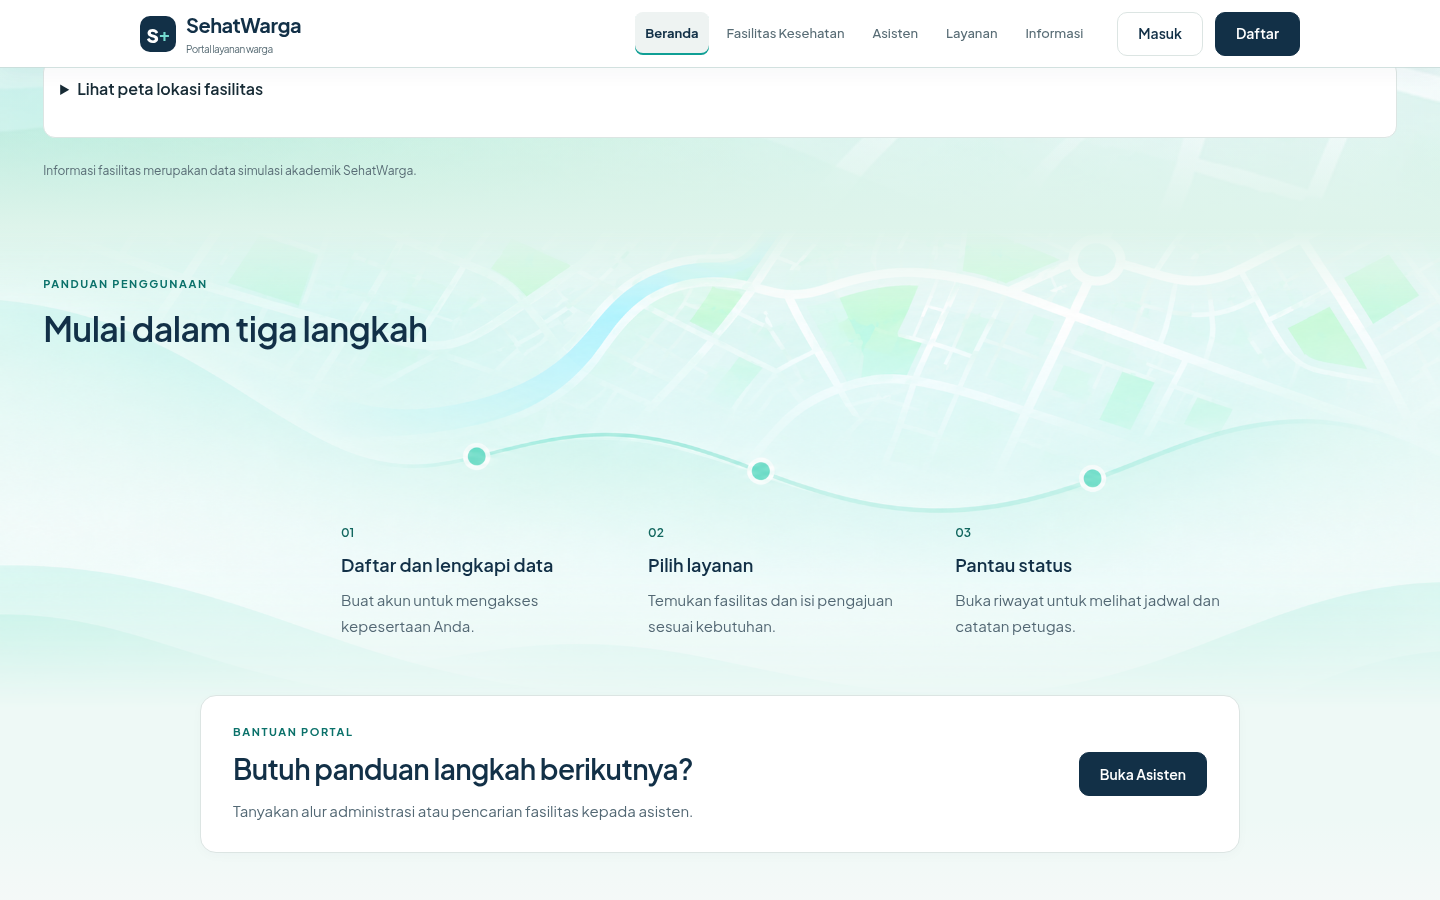 S+
SehatWarga
Portal layanan warga
Beranda
Fasilitas Kesehatan
Asisten
Layanan
Informasi
Masuk
Daftar
Lihat peta lokasi fasilitas
Informasi fasilitas merupakan data simulasi akademik SehatWarga.
PANDUAN PENGGUNAAN
Mulai dalam tiga langkah
01
Daftar dan lengkapi data
Buat akun untuk mengakses
kepesertaan Anda.
02
Pilih layanan
Temukan fasilitas dan isi pengajuan
sesuai kebutuhan.
03
Pantau status
Buka riwayat untuk melihat jadwal dan
catatan petugas.
BANTUAN PORTAL
Butuh panduan langkah berikutnya?
Tanyakan alur administrasi atau pencarian fasilitas kepada asisten.
Buka Asisten